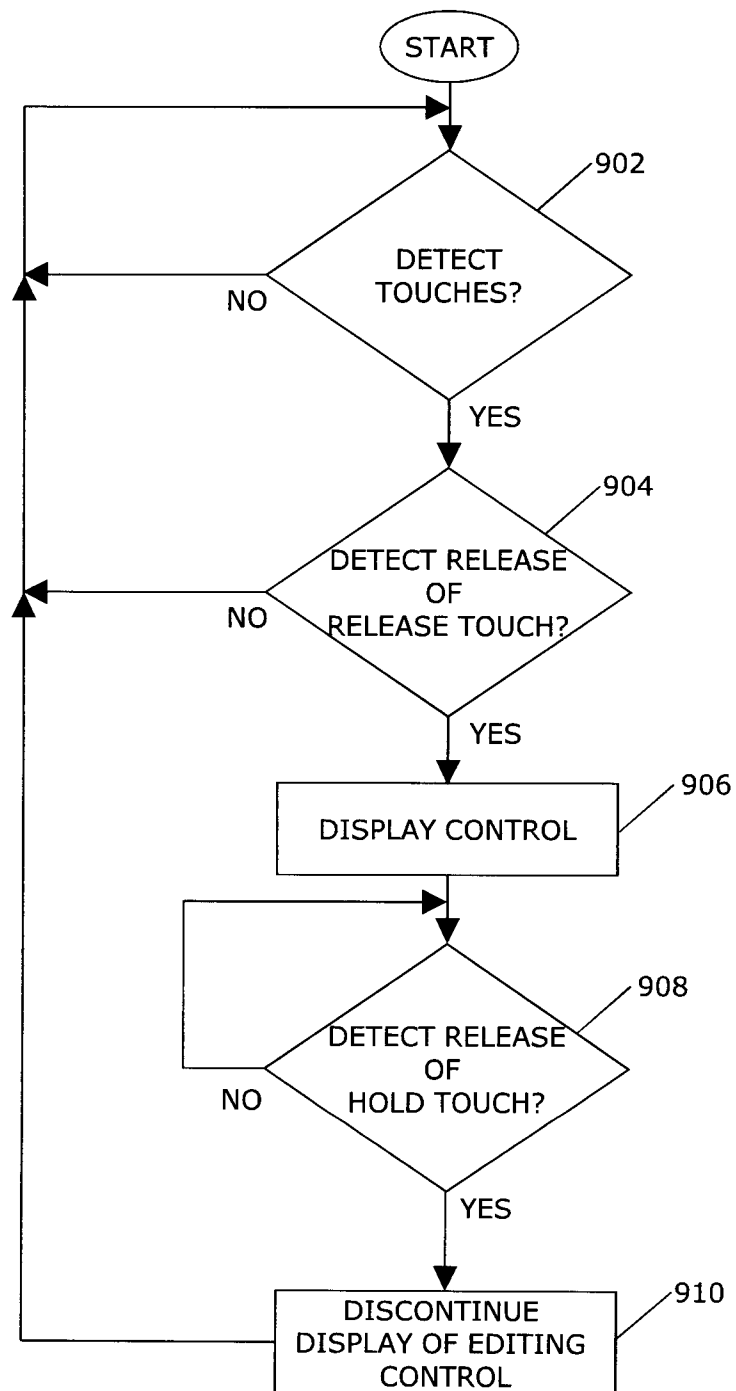 START
902
DETECT
TOUCHES?
NO
YES
904
DETECT RELEASE
OF
RELEASE TOUCH?
NO
YES
906
DISPLAY CONTROL
908
DETECT RELEASE
OF
HOLD TOUCH?
NO
YES
910
DISCONTINUE
DISPLAY OF EDITING
CONTROL